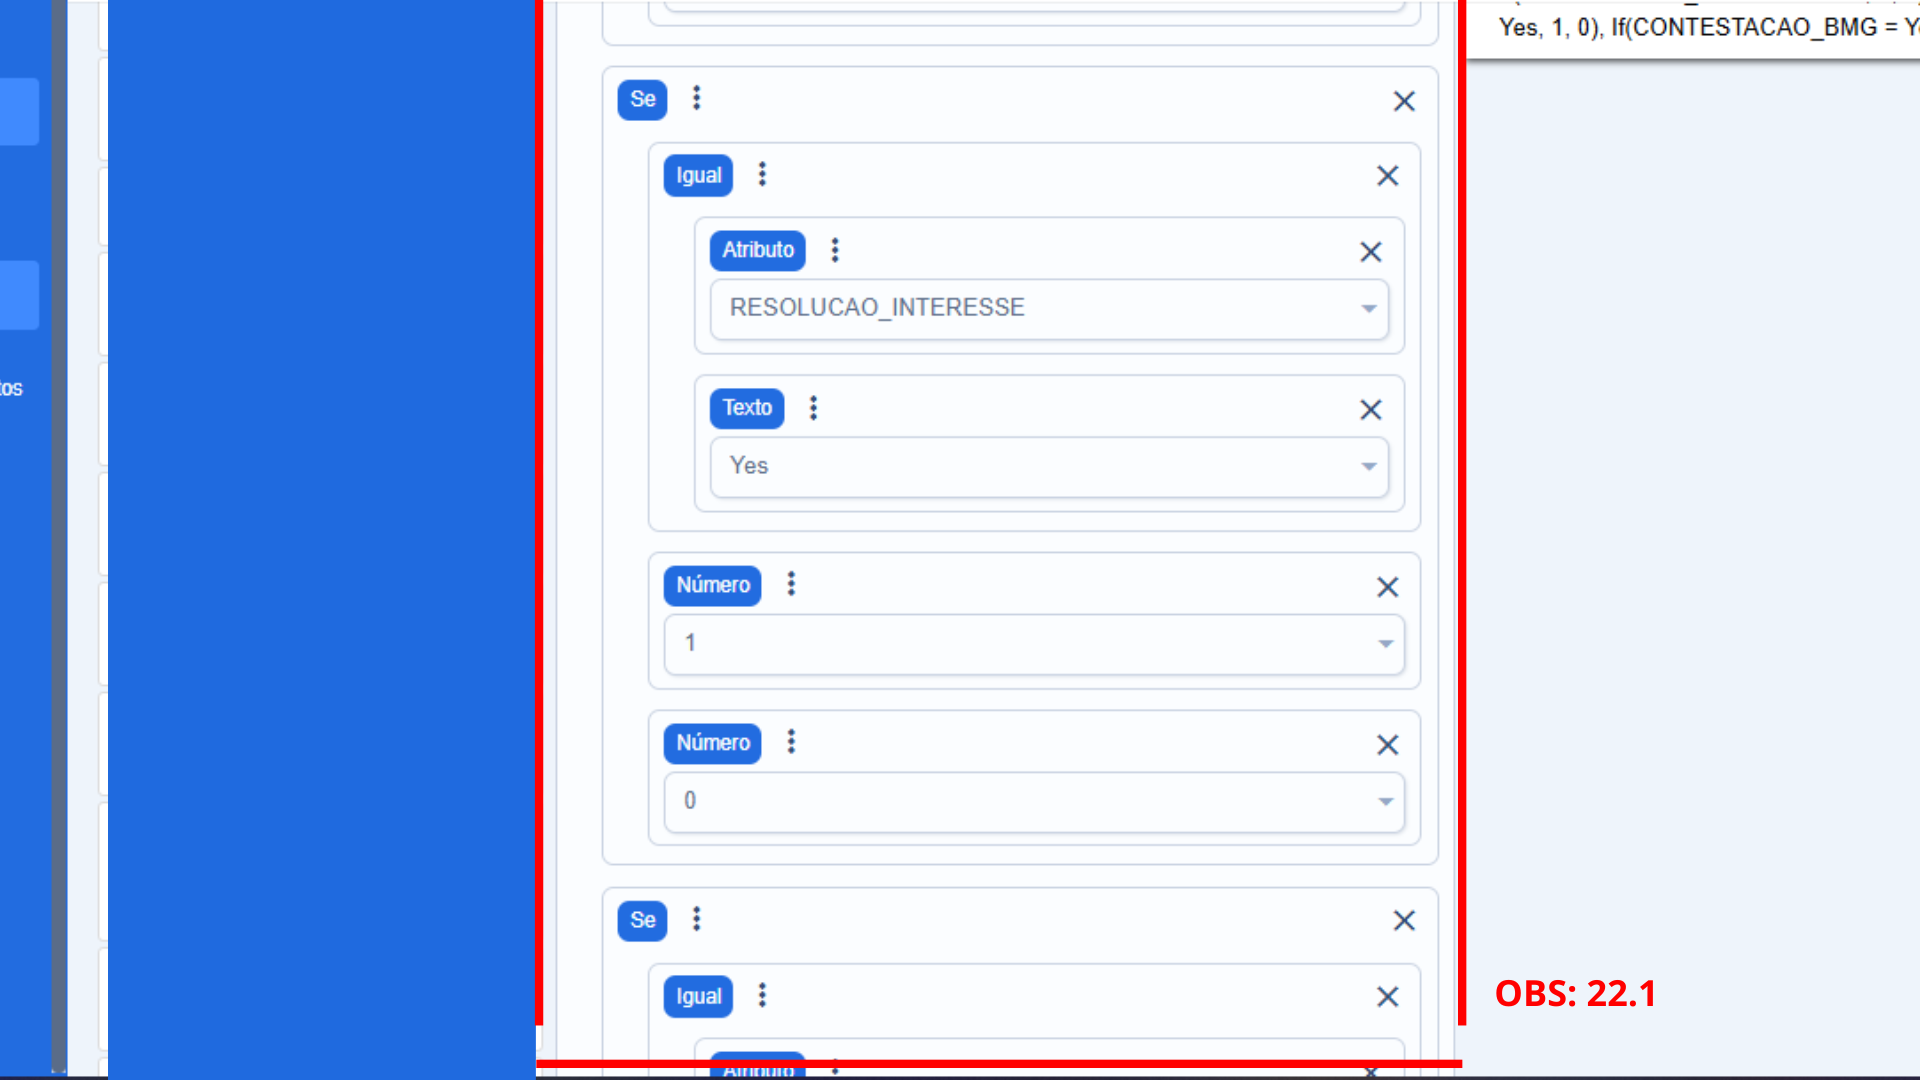 Yes, 1, 0), If(CONTESTACAO_BMG = Y
Se
Igual
Atributo
RESOLUCAO_INTERESSE
tos
Texto
Yes
Número
1
Número
0
Se
Igual
OBS: 22.1
Atributo